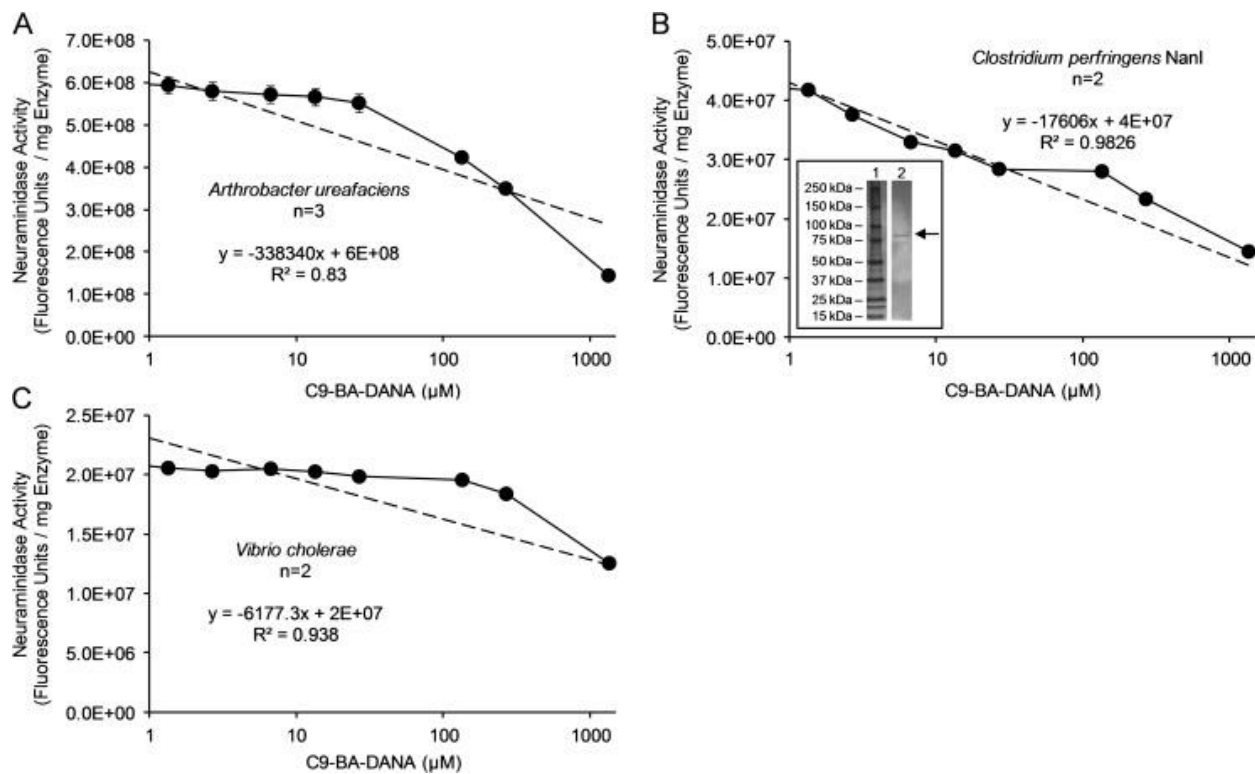 A
Neuraminidase Activity
(Fluorescence Units / mg Enzyme)
7.0E+08
6.0E+08
5.0E+08
4.0E+08
3.0E+08
2.0E+08
1.0E+08
0.0E+00
Arthrobacter ureafaciens
n=3
y = -338340x + 6E+08
R² = 0.83
1 10 100 1000
C9-BA-DANA (µM)
B
Neuraminidase Activity
(Fluorescence Units / mg Enzyme)
5.0E+07
4.0E+07
3.0E+07
2.0E+07
1.0E+07
0.0E+00
Clostridium perfringens NanI
n=2
y = -17606x + 4E+07
R² = 0.9826
1 2
250 kDa
150 kDa
100 kDa
75 kDa
50 kDa
37 kDa
25 kDa
15 kDa
1 10 100 1000
C9-BA-DANA (µM)
C
Neuraminidase Activity
(Fluorescence Units / mg Enzyme)
2.5E+07
2.0E+07
1.5E+07
1.0E+07
5.0E+06
0.0E+00
Vibrio cholerae
n=2
y = -6177.3x + 2E+07
R² = 0.938
1 10 100 1000
C9-BA-DANA (µM)